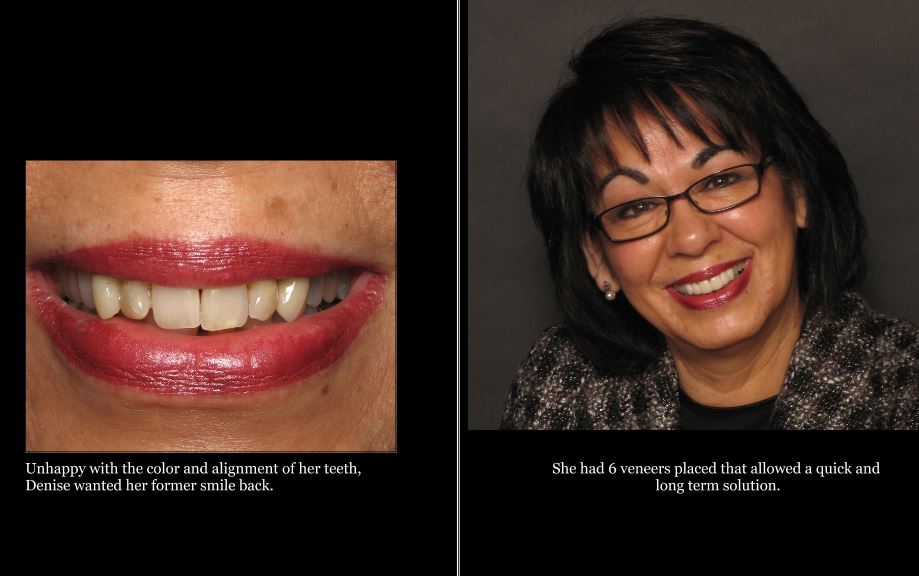 Unhappy with the color and alignment of her teeth,
Denise wanted her former smile back.
She had 6 veneers placed that allowed a quick and
long term solution.